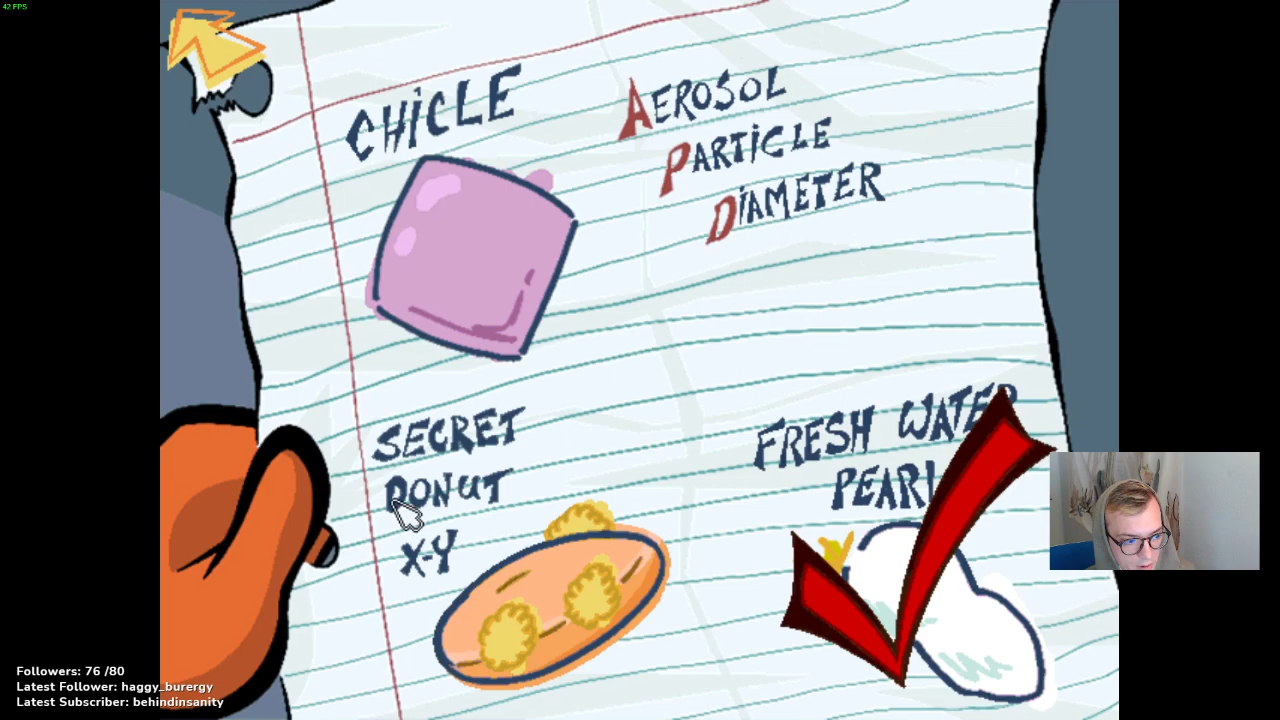 42 FPS
CHiCLE
AEROSOL
PARTiCLE
DiAMETER
SECRET
DONUT
X-Y
FRESH WATER
PEARL
Followers: 76 /80
Latest Follower: haggy_burergy
Latest Subscriber: behindinsanity